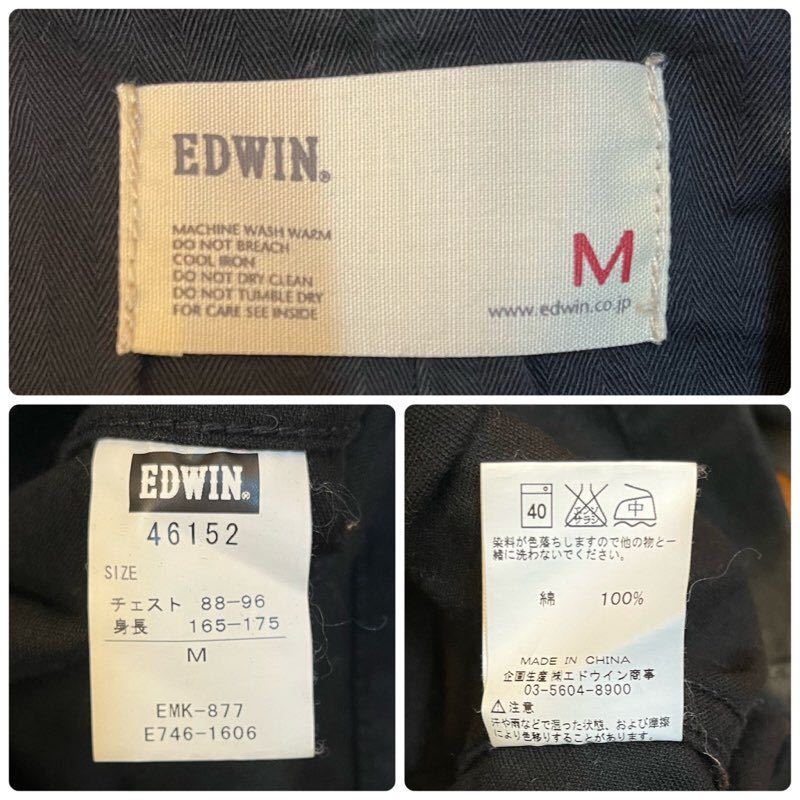 EDWIN®
MACHINE WASH WARM
DO NOT BREACH
COOL IRON
DO NOT DRY CLEAN
DO NOT TUMBLE DRY
FOR CARE SEE INSIDE
M
www.edwin.co.jp
EDWIN®
46152
SIZE
チェスト 88-96
身長 165-175
M
EMK-877
E746-1606
40 エンソサラシ 中
染料が色落ちしますので他の物と一
緒に洗わないでください。
綿 100%
MADE IN CHINA
企画生産㈱エドウイン商事
03-5604-8900
⚠注意
汗や雨などで湿った状態、および摩擦
により色移りすることがあります。